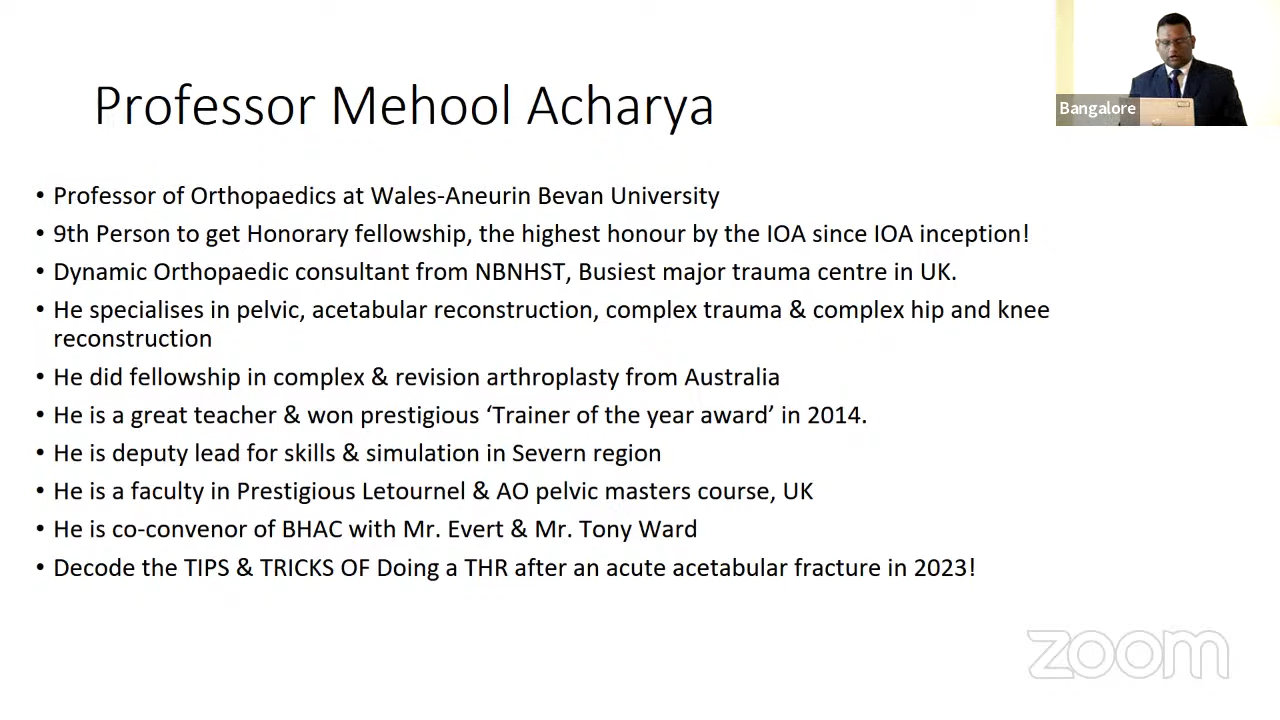 Professor Mehool Acharya
Bangalore
• Professor of Orthopaedics at Wales-Aneurin Bevan University
• 9th Person to get Honorary fellowship, the highest honour by the IOA since IOA inception!
• Dynamic Orthopaedic consultant from NBNHST, Busiest major trauma centre in UK.
• He specialises in pelvic, acetabular reconstruction, complex trauma & complex hip and knee
reconstruction
• He did fellowship in complex & revision arthroplasty from Australia
• He is a great teacher & won prestigious ‘Trainer of the year award’ in 2014.
• He is deputy lead for skills & simulation in Severn region
• He is a faculty in Prestigious Letournel & AO pelvic masters course, UK
• He is co-convenor of BHAC with Mr. Evert & Mr. Tony Ward
• Decode the TIPS & TRICKS OF Doing a THR after an acute acetabular fracture in 2023!
zoom